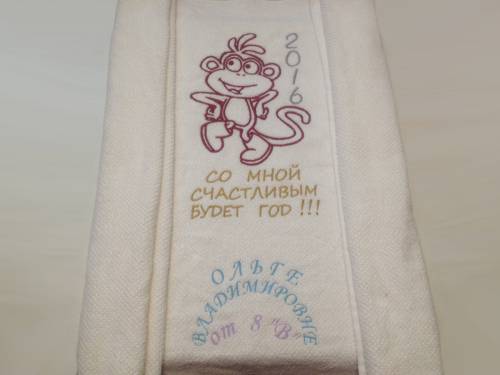 2016
СО МНОЙ
СЧАСТЛИВЫМ
БУДЕТ ГОД !!!
ОЛЬГЕ
ВЛАДИМИРОВНЕ
от 8 "В"